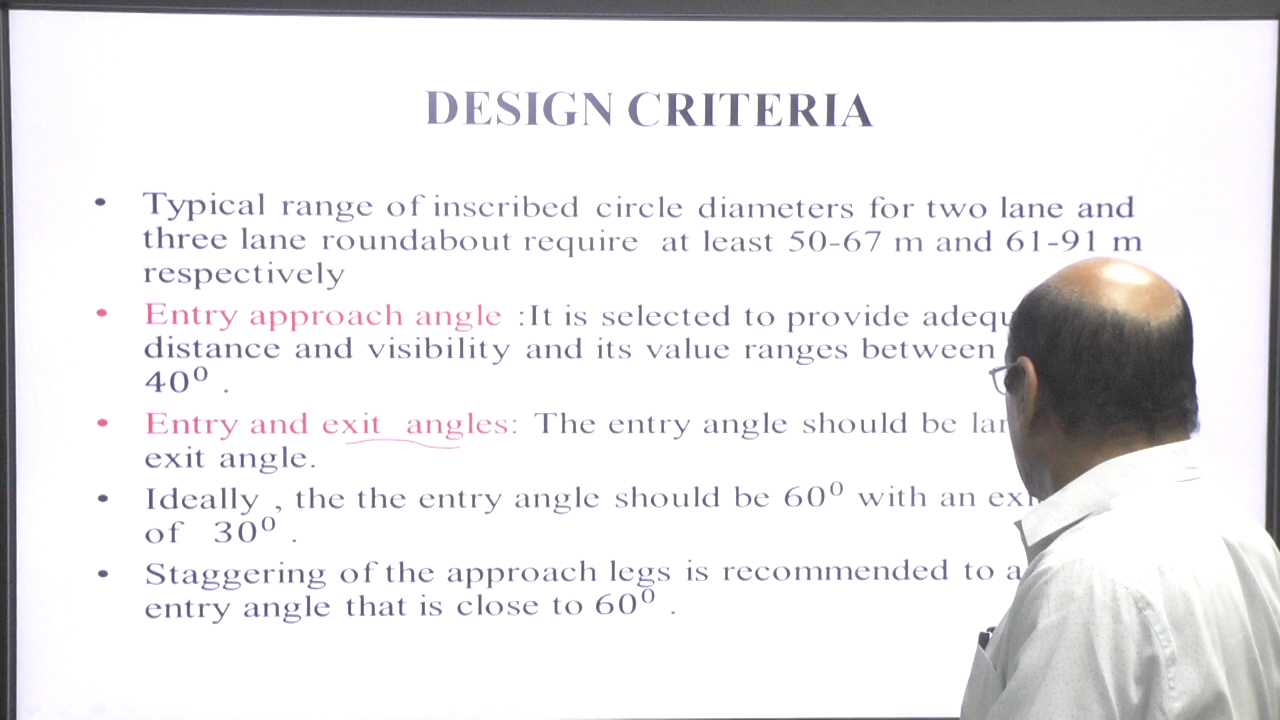 DESIGN CRITERIA
• Typical range of inscribed circle diameters for two lane and
three lane roundabout require at least 50-67 m and 61-91 m
respectively
• Entry approach angle :It is selected to provide
distance and visibility and its value ranges between
40⁰ .
• Entry and exit angles: The entry angle should be
exit angle.
• Ideally , the the entry angle should be 60⁰ with an
of 30⁰ .
• Staggering of the approach legs is recommended to
entry angle that is close to 60⁰ .